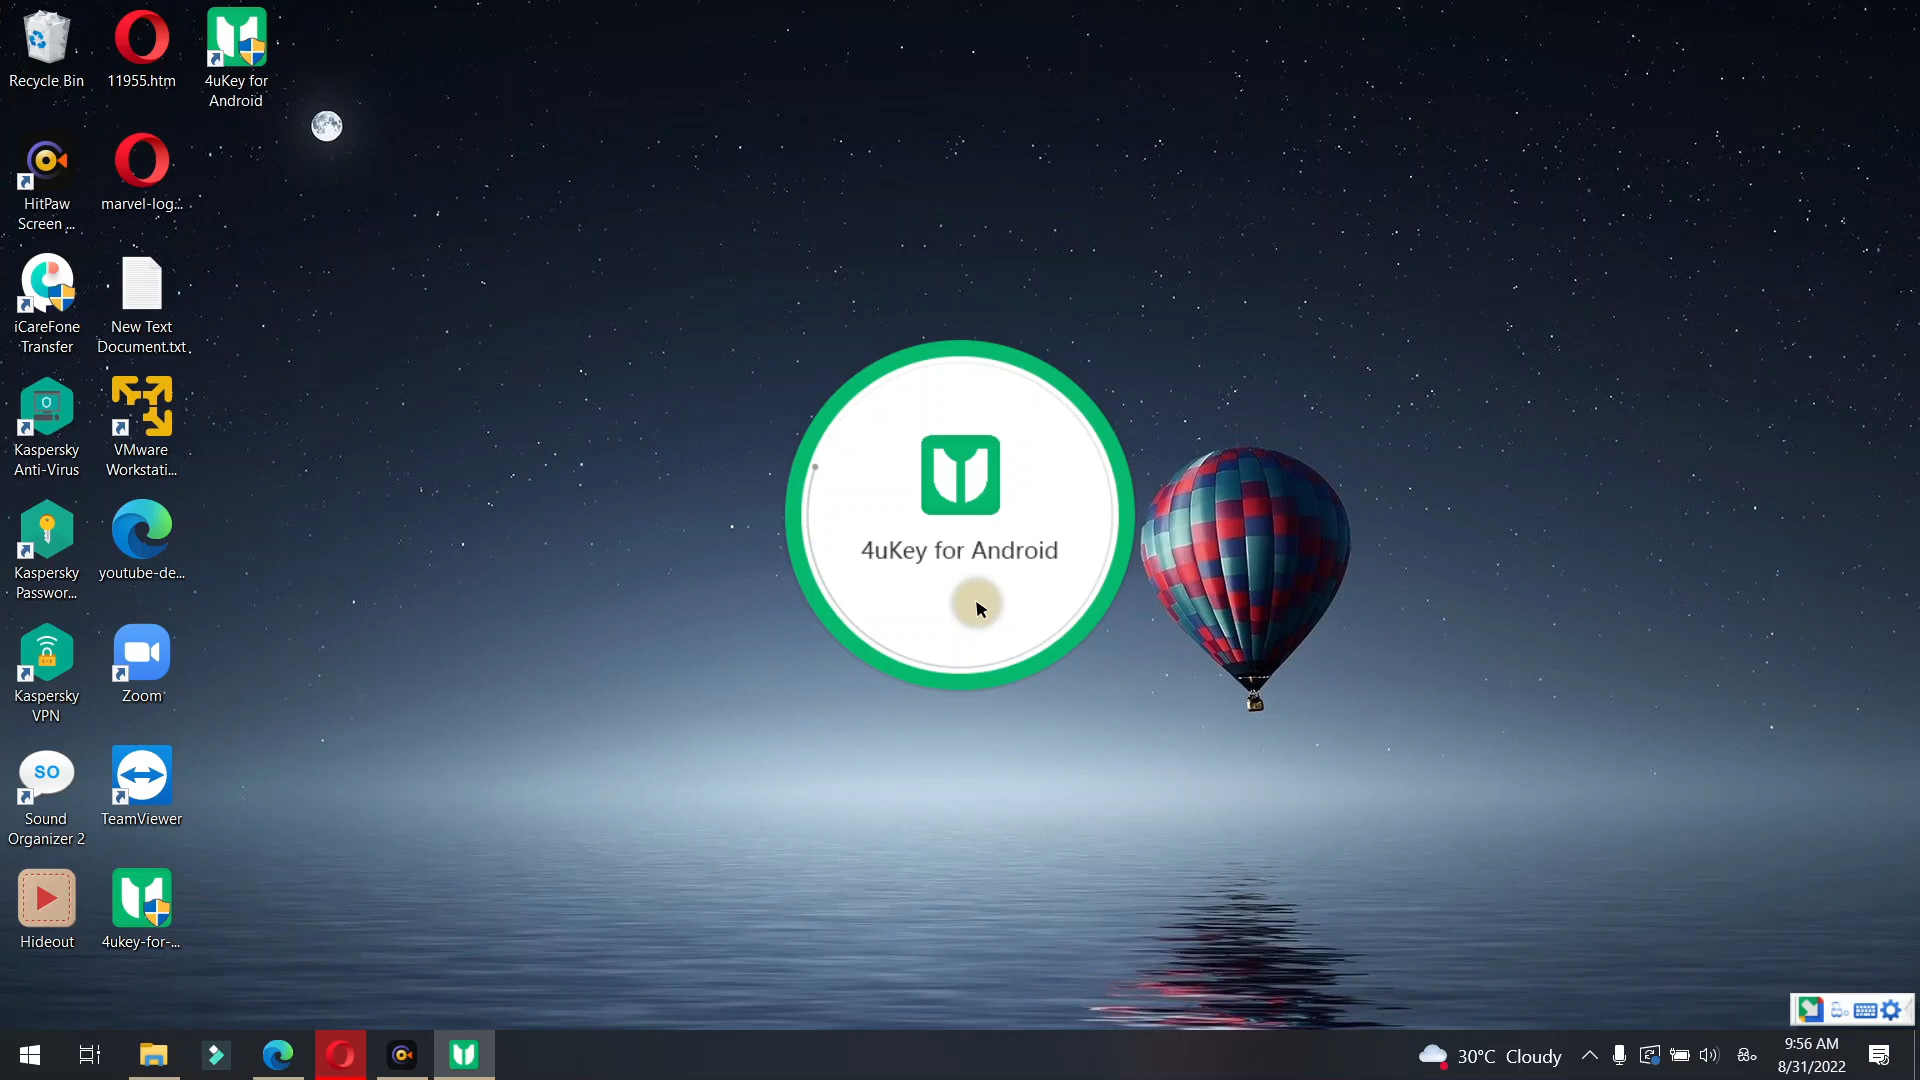 Recycle Bin
11955.htm
4uKey for
Android
HitPaw
Screen ...
marvel-log...
iCareFone
Transfer
New Text
Document.txt
Kaspersky
Anti-Virus
VMware
Workstati...
Kaspersky
Passwor...
youtube-de...
Kaspersky
VPN
Zoom
SO
Sound
Organizer 2
TeamViewer
Hideout
4ukey-for-...
4uKey for Android
30°C Cloudy
9:56 AM
8/31/2022